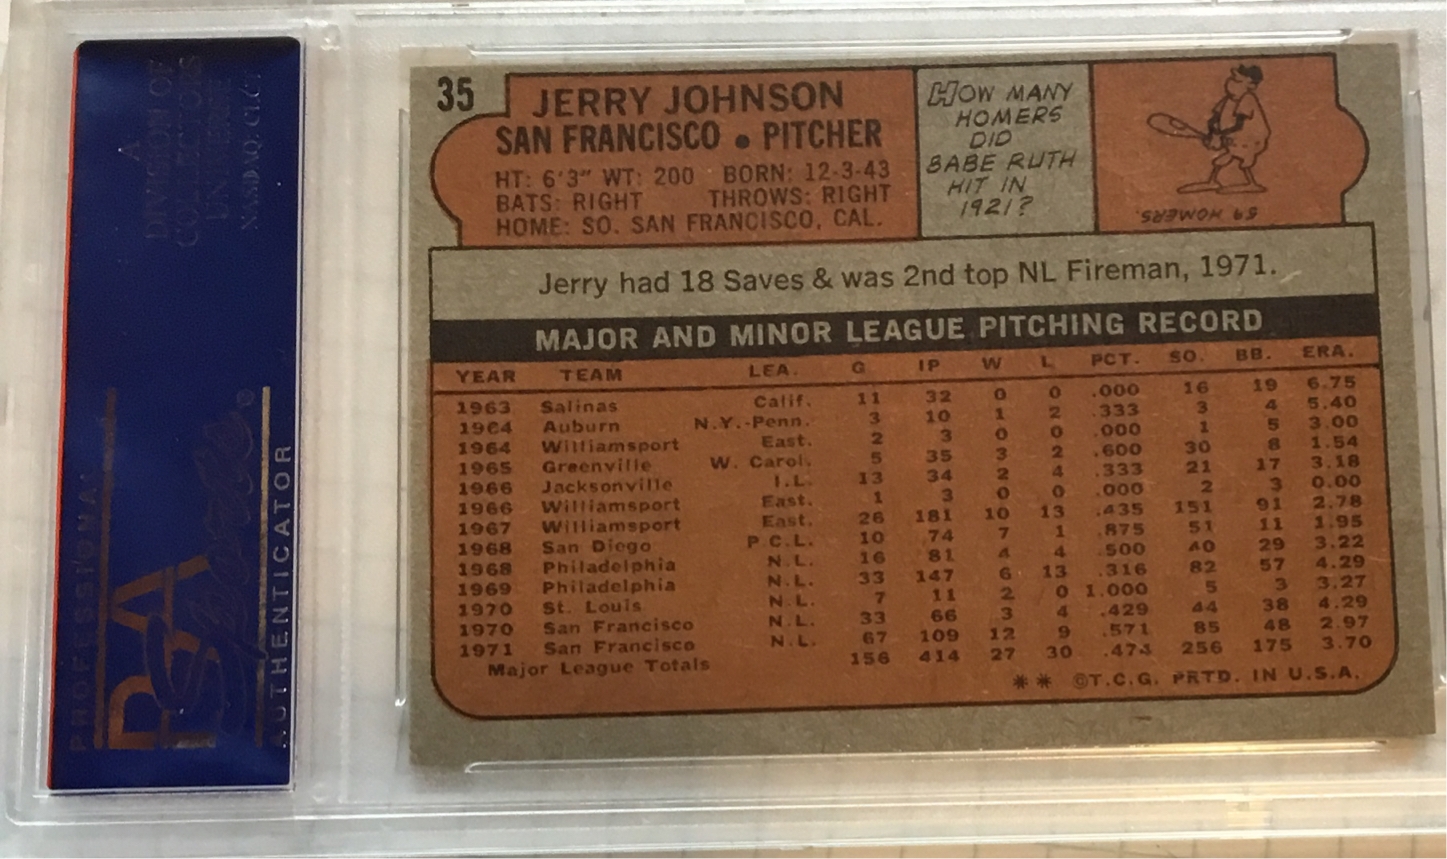 A
DIVISION OF
COLLECTORS
UNIVERSE
NASDAQ: CLCT
PROFESSIONAL
PSA
Sports
AUTHENTICATOR
35
JERRY JOHNSON
SAN FRANCISCO • PITCHER
HT: 6'3" WT: 200 BORN: 12-3-43
BATS: RIGHT THROWS: RIGHT
HOME: SO. SAN FRANCISCO, CAL.
HOW MANY
HOMERS
DID
BABE RUTH
HIT IN
1921?
59 HOMERS.
Jerry had 18 Saves & was 2nd top NL Fireman, 1971.
MAJOR AND MINOR LEAGUE PITCHING RECORD
YEAR TEAM LEA. G IP W L PCT. SO. BB. ERA.
1963 Salinas Calif. 11 32 0 0 .000 16 19 6.75
1964 Auburn N.Y.-Penn. 3 10 1 2 .333 3 4 5.40
1964 Williamsport East. 2 3 0 0 .000 1 5 3.00
1965 Greenville W. Carol. 5 35 3 2 .600 30 8 1.54
1966 Jacksonville I.L. 13 34 2 4 .333 21 17 3.18
1966 Williamsport East. 1 3 0 0 .000 2 3 0.00
1967 Williamsport East. 26 181 10 13 .435 151 91 2.78
1968 San Diego P.C.L. 10 74 7 1 .875 51 11 1.95
1968 Philadelphia N.L. 16 81 4 4 .500 40 29 3.22
1969 Philadelphia N.L. 33 147 6 13 .316 82 57 4.29
1970 St. Louis N.L. 7 11 2 0 1.000 5 3 3.27
1970 San Francisco N.L. 33 66 3 4 .429 44 38 4.29
1971 San Francisco N.L. 67 109 12 9 .571 85 48 2.97
Major League Totals 156 414 27 30 .474 256 175 3.70
** ©T.C.G. PRTD. IN U.S.A.